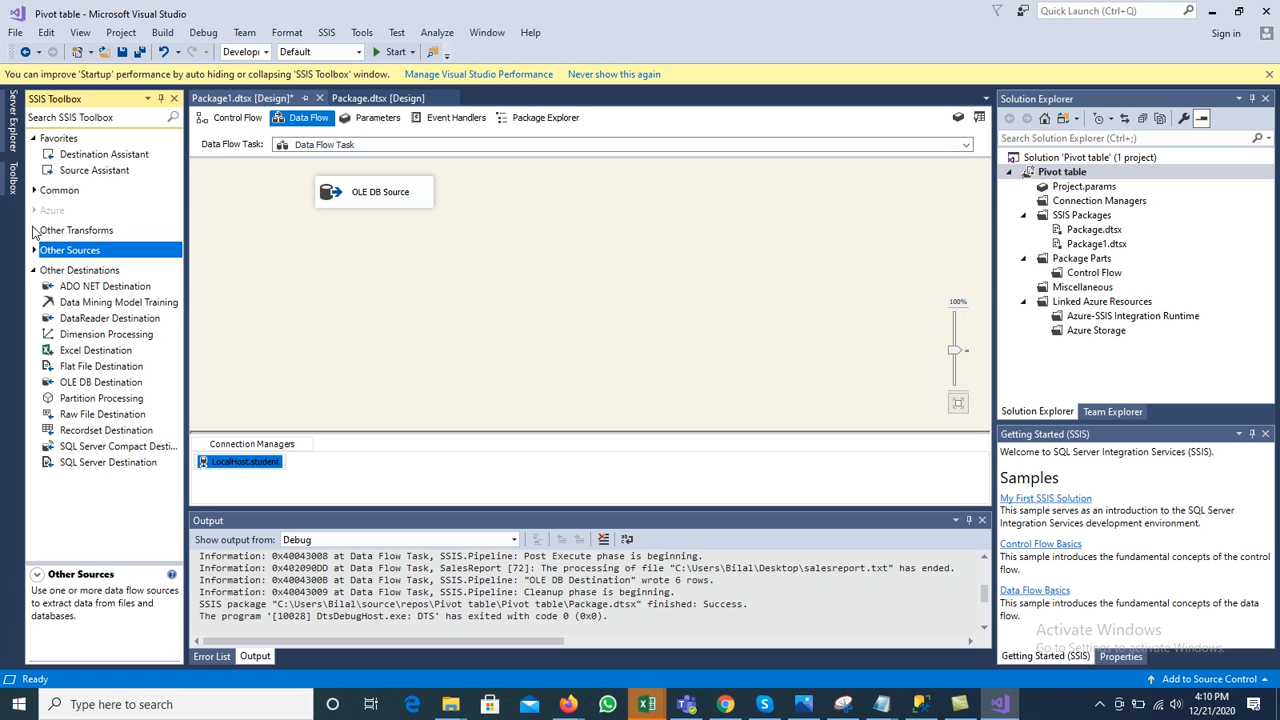 Pivot table - Microsoft Visual Studio
Quick Launch (Ctrl+Q)
File Edit View Project Build Debug Team Format SSIS Tools Test Analyze Window Help
Sign in
Develop Default Start
You can improve 'Startup' performance by auto hiding or collapsing 'SSIS Toolbox' window. Manage Visual Studio Performance Never show this again
Server Explorer
Toolbox
SSIS Toolbox
Search SSIS Toolbox
Favorites
Destination Assistant
Source Assistant
Common
Azure
Other Transforms
Other Sources
Other Destinations
ADO NET Destination
Data Mining Model Training
DataReader Destination
Dimension Processing
Excel Destination
Flat File Destination
OLE DB Destination
Partition Processing
Raw File Destination
Recordset Destination
SQL Server Compact Desti...
SQL Server Destination
Other Sources
Use one or more data flow sources
to extract data from files and
databases.
Package1.dtsx [Design]* Package.dtsx [Design]
Control Flow Data Flow Parameters Event Handlers Package Explorer
Data Flow Task: Data Flow Task
OLE DB Source
100%
Connection Managers
LocalHost.student
Output
Show output from: Debug
Information: 0x40043008 at Data Flow Task, SSIS.Pipeline: Post Execute phase is beginning.
Information: 0x402090DD at Data Flow Task, SalesReport [72]: The processing of file "C:\Users\Bilal\Desktop\salesreport.txt" has ended.
Information: 0x4004300B at Data Flow Task, SSIS.Pipeline: "OLE DB Destination" wrote 6 rows.
Information: 0x40043009 at Data Flow Task, SSIS.Pipeline: Cleanup phase is beginning.
SSIS package "C:\Users\Bilal\source\repos\Pivot table\Pivot table\Package.dtsx" finished: Success.
The program '[10028] DtsDebugHost.exe: DTS' has exited with code 0 (0x0).
Error List Output
Solution Explorer
Search Solution Explorer (Ctrl+;)
Solution 'Pivot table' (1 project)
Pivot table
Project.params
Connection Managers
SSIS Packages
Package.dtsx
Package1.dtsx
Package Parts
Control Flow
Miscellaneous
Linked Azure Resources
Azure-SSIS Integration Runtime
Azure Storage
Solution Explorer Team Explorer
Getting Started (SSIS)
Welcome to SQL Server Integration Services (SSIS).
Samples
My First SSIS Solution
This sample serves as an introduction to the SQL
Server Integration Services development environment.
Control Flow Basics
This sample introduces the fundamental concepts of the control
flow.
Data Flow Basics
This sample introduces the fundamental concepts of the data
flow.
Activate Windows
Go to Settings to activate Windows.
Getting Started (SSIS) Properties
Ready
Add to Source Control
Type here to search
4:10 PM
12/21/2020